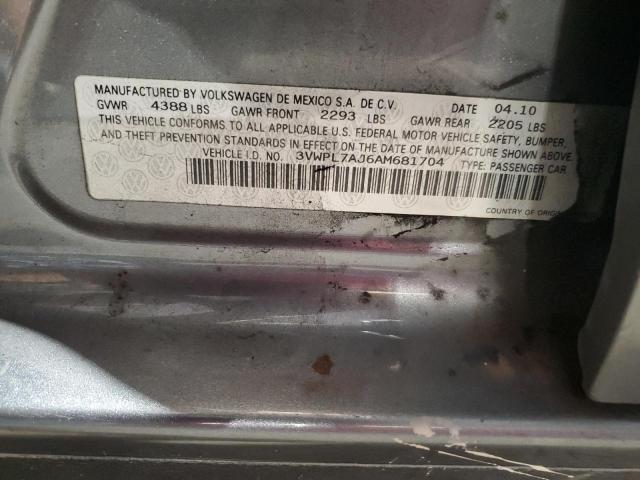 MANUFACTURED BY VOLKSWAGEN DE MEXICO S.A. DE C.V. DATE 04.10
GVWR 4388 LBS GAWR FRONT 2293 LBS GAWR REAR 2205 LBS
THIS VEHICLE CONFORMS TO ALL APPLICABLE U.S. FEDERAL MOTOR VEHICLE SAFETY, BUMPER,
AND THEFT PREVENTION STANDARDS IN EFFECT ON THE DATE OF MANUFACTURE SHOWN ABOVE.
VEHICLE I.D. NO. 3VWPL7AJ6AM681704 TYPE: PASSENGER CAR
COUNTRY OF